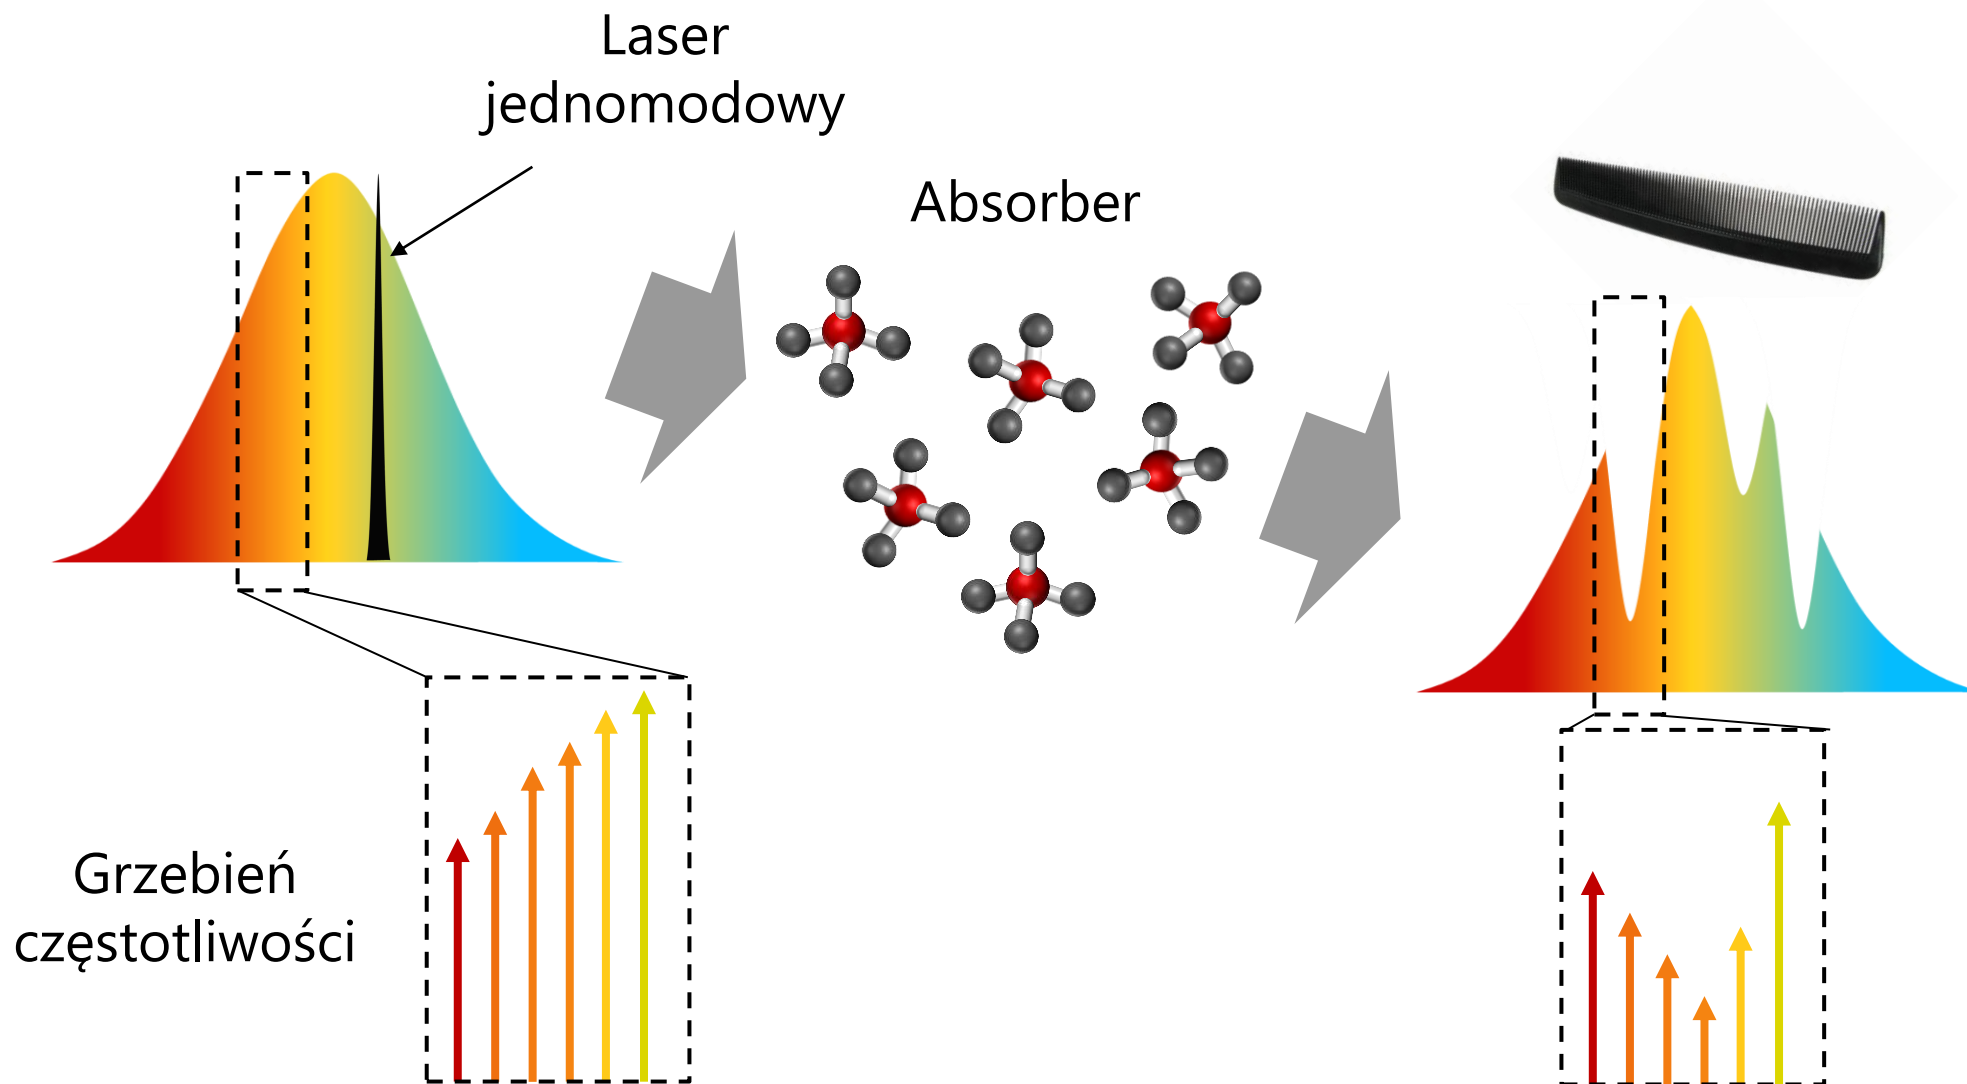 Laser
jednomodowy
Absorber
Grzebień
częstotliwości